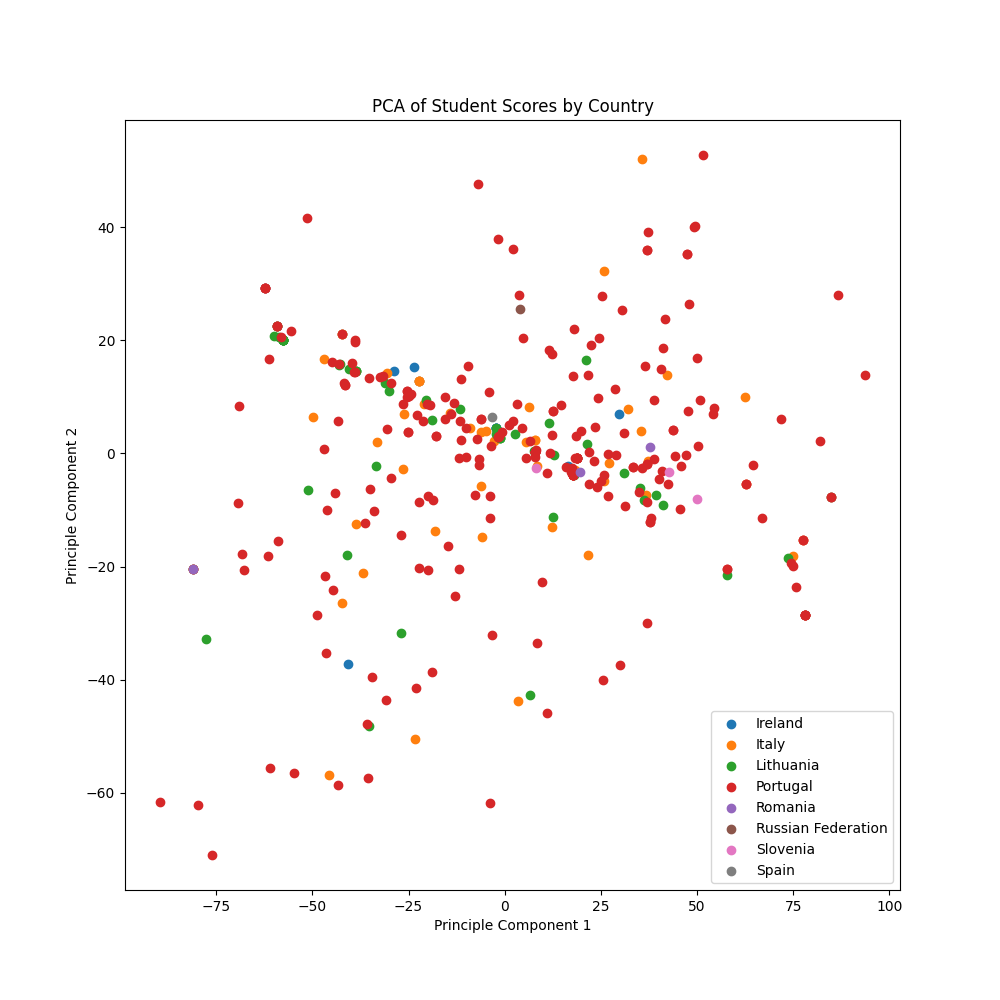 PCA of Student Scores by Country
Principle Component 2
40
20
0
−20
−40
−60
−75
−50
−25
0
25
50
75
100
Principle Component 1
Ireland
Italy
Lithuania
Portugal
Romania
Russian Federation
Slovenia
Spain